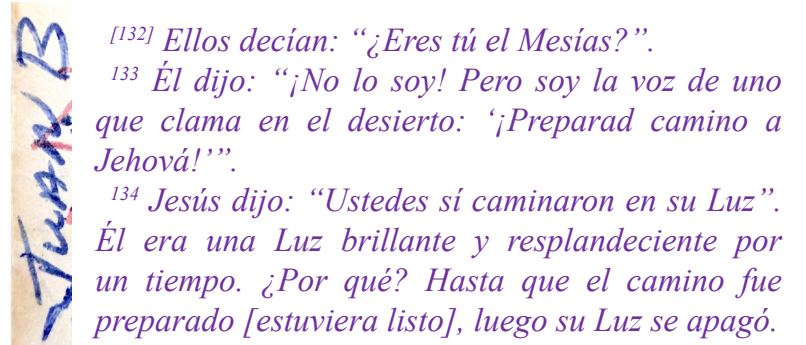 JUAN B
[132] Ellos decían: “¿Eres tú el Mesías?”.
133 Él dijo: “¡No lo soy! Pero soy la voz de uno
que clama en el desierto: ‘¡Preparad camino a
Jehová!’”.
134 Jesús dijo: “Ustedes sí caminaron en su Luz”.
Él era una Luz brillante y resplandeciente por
un tiempo. ¿Por qué? Hasta que el camino fue
preparado [estuviera listo], luego su Luz se apagó.